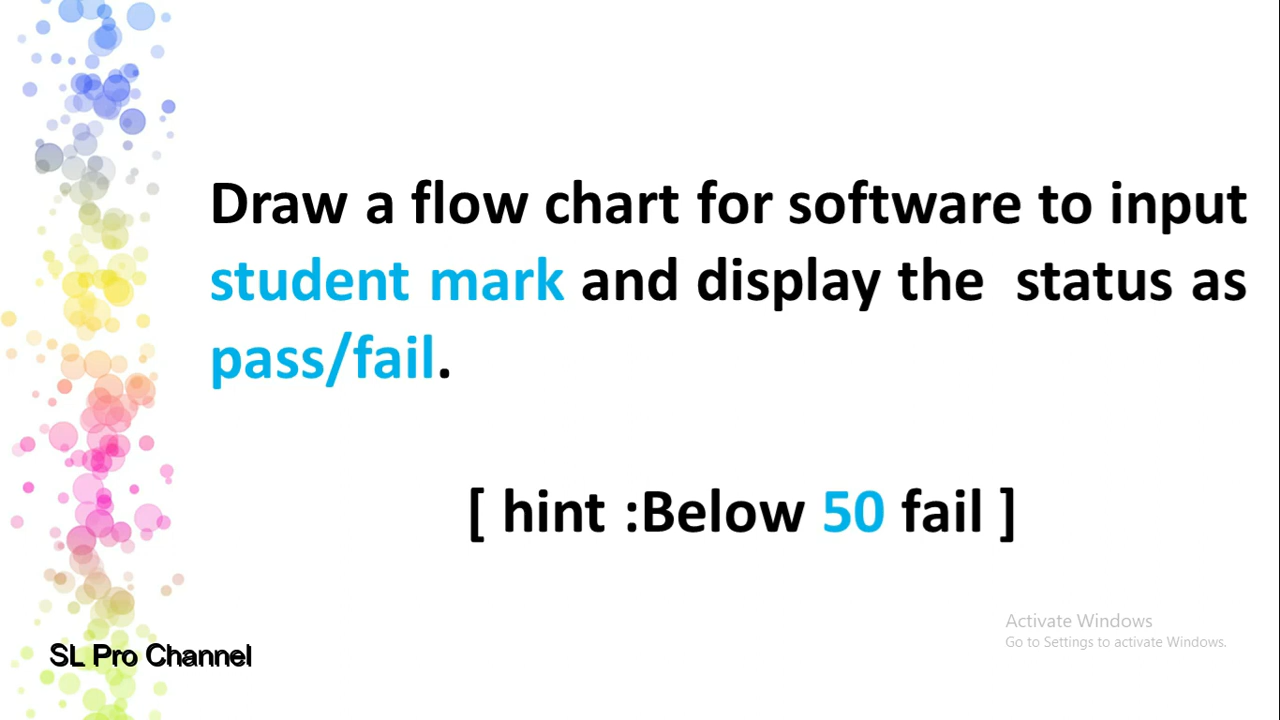 Draw a flow chart for software to input
student mark and display the status as
pass/fail.
[ hint :Below 50 fail ]
Activate Windows
Go to Settings to activate Windows.
SL Pro Channel